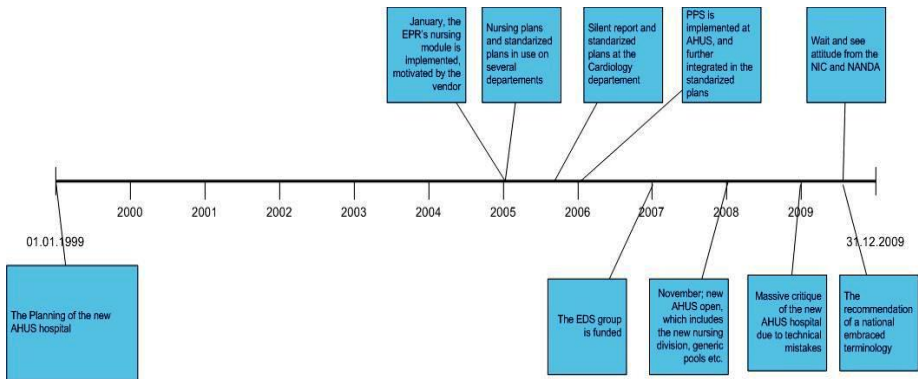 January, the
EPR's nursing
module is
implemented,
motivated by the
vendor
Nursing plans
and standarized
plans in use on
several
departements
Silent report and
standarized
plans at the
Cardiology
departement
PPS is
implemented at
AHUS, and
further
integrated in the
standarized
plans
Wait and see
attitude from the
NIC and NANDA
2000
2001
2002
2003
2004
2005
2006
2007
2008
2009
01.01.1999
31.12.2009
The Planning of the new
AHUS hospital
The EDS group
is funded
November; new
AHUS open,
which includes
the new nursing
division, generic
pools etc.
Massive critique
of the new
AHUS hospital
due to technical
mistakes
The
recommendation
of a national
embraced
terminology